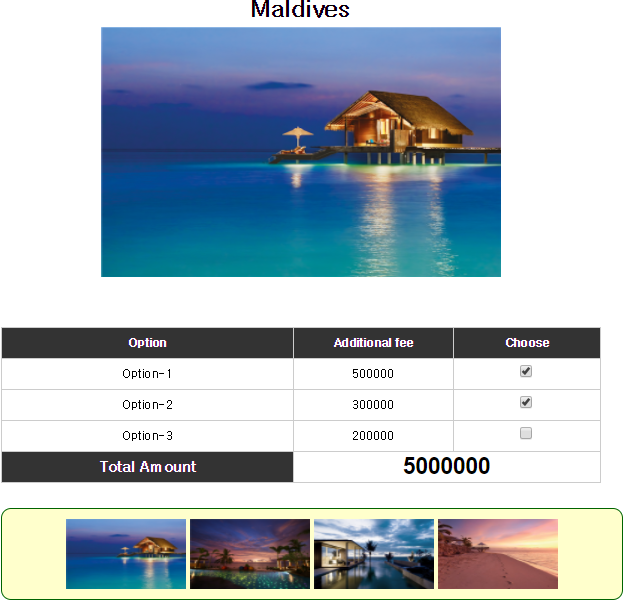 Maldives
Option Additional fee Choose
Option-1 500000
Option-2 300000
Option-3 200000
Total Amount 5000000